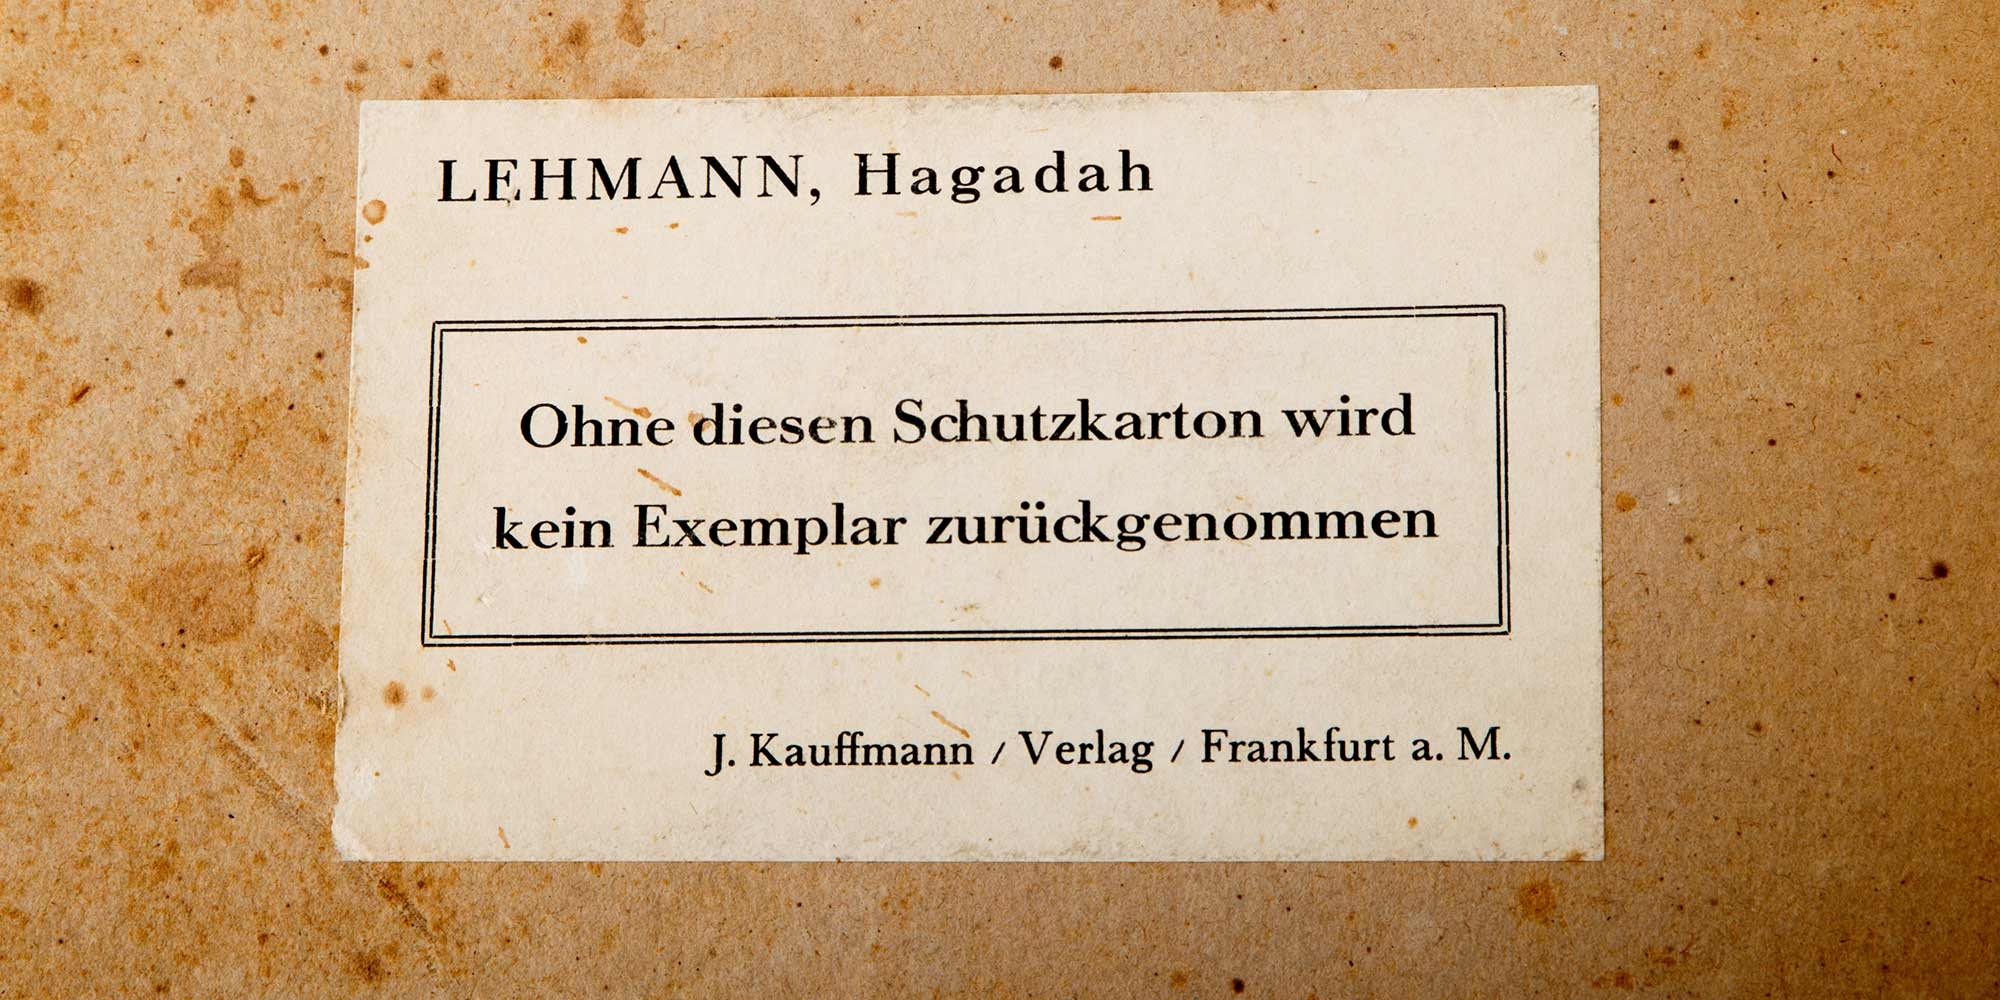 LEHMANN, Hagadah
Ohne diesen Schutzkarton wird
kein Exemplar zurückgenommen
J. Kauffmann / Verlag / Frankfurt a. M.